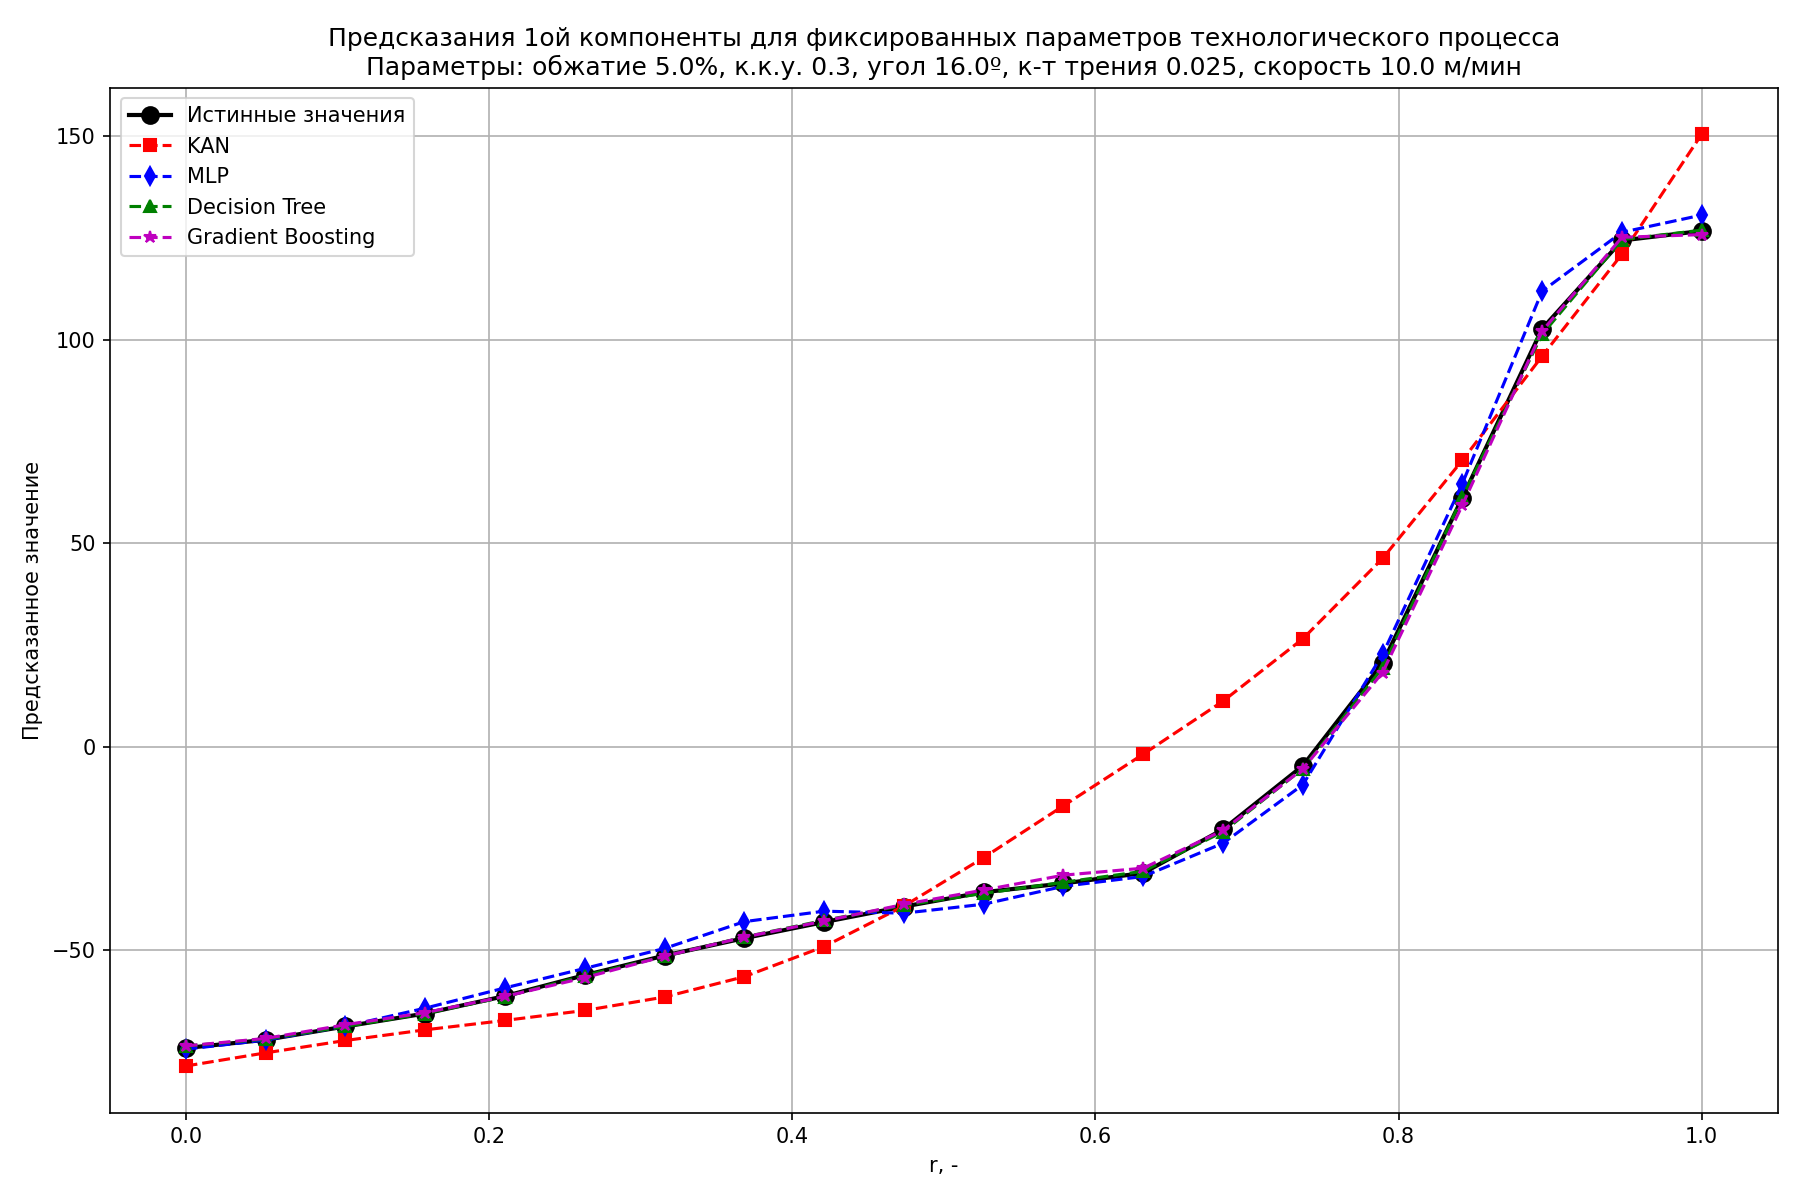 Предсказания 1ой компоненты для фиксированных параметров технологического процесса
Параметры: обжатие 5.0%, к.к.у. 0.3, угол 16.0º, к-т трения 0.025, скорость 10.0 м/мин
Истинные значения
KAN
MLP
Decision Tree
Gradient Boosting
Предсказанное значение
150
100
50
0
−50
0.0
0.2
0.4
0.6
0.8
1.0
r, -